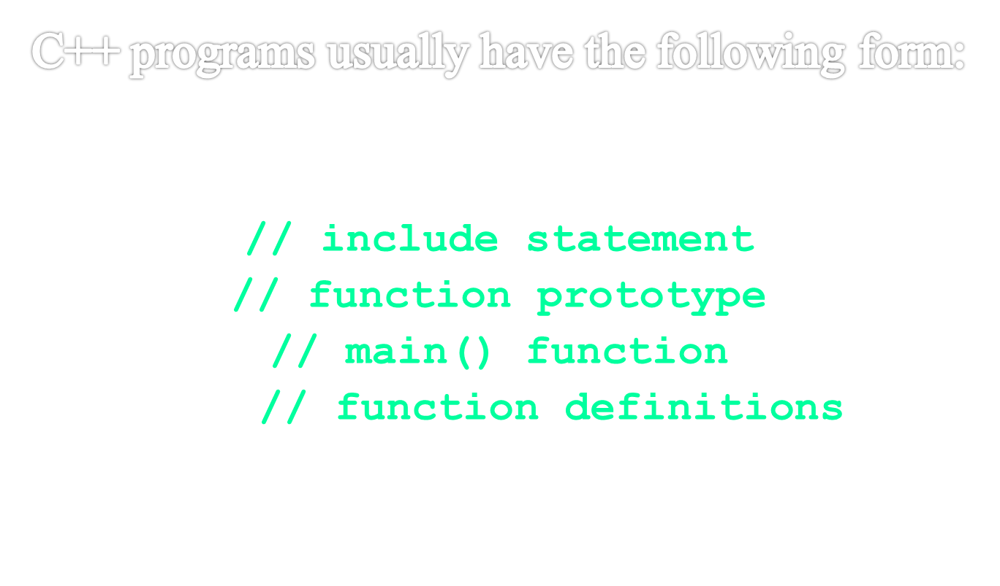 C++ programs usually have the following form:
// include statement
// function prototype
// main() function
// function definitions